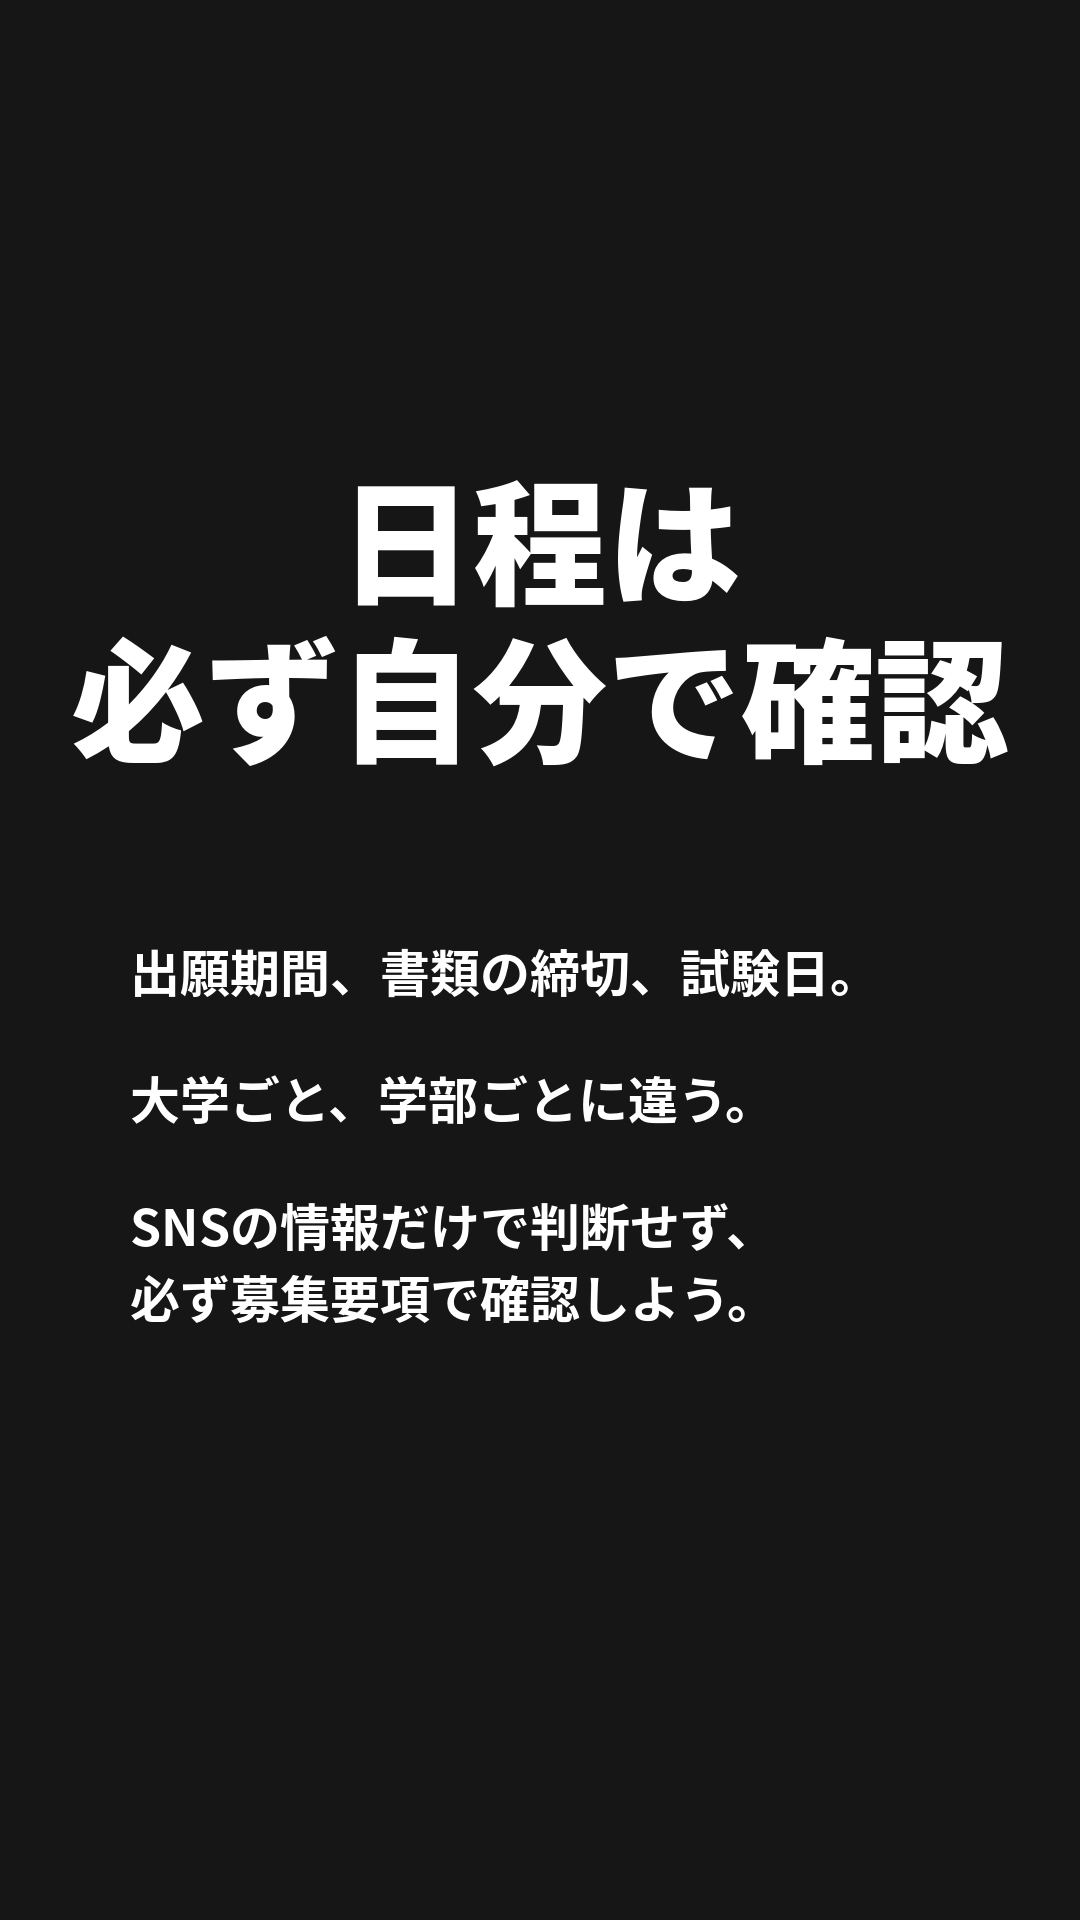 日程は
必ず自分で確認
出願期間、書類の締切、試験日。
大学ごと、学部ごとに違う。
SNSの情報だけで判断せず、
必ず募集要項で確認しよう。